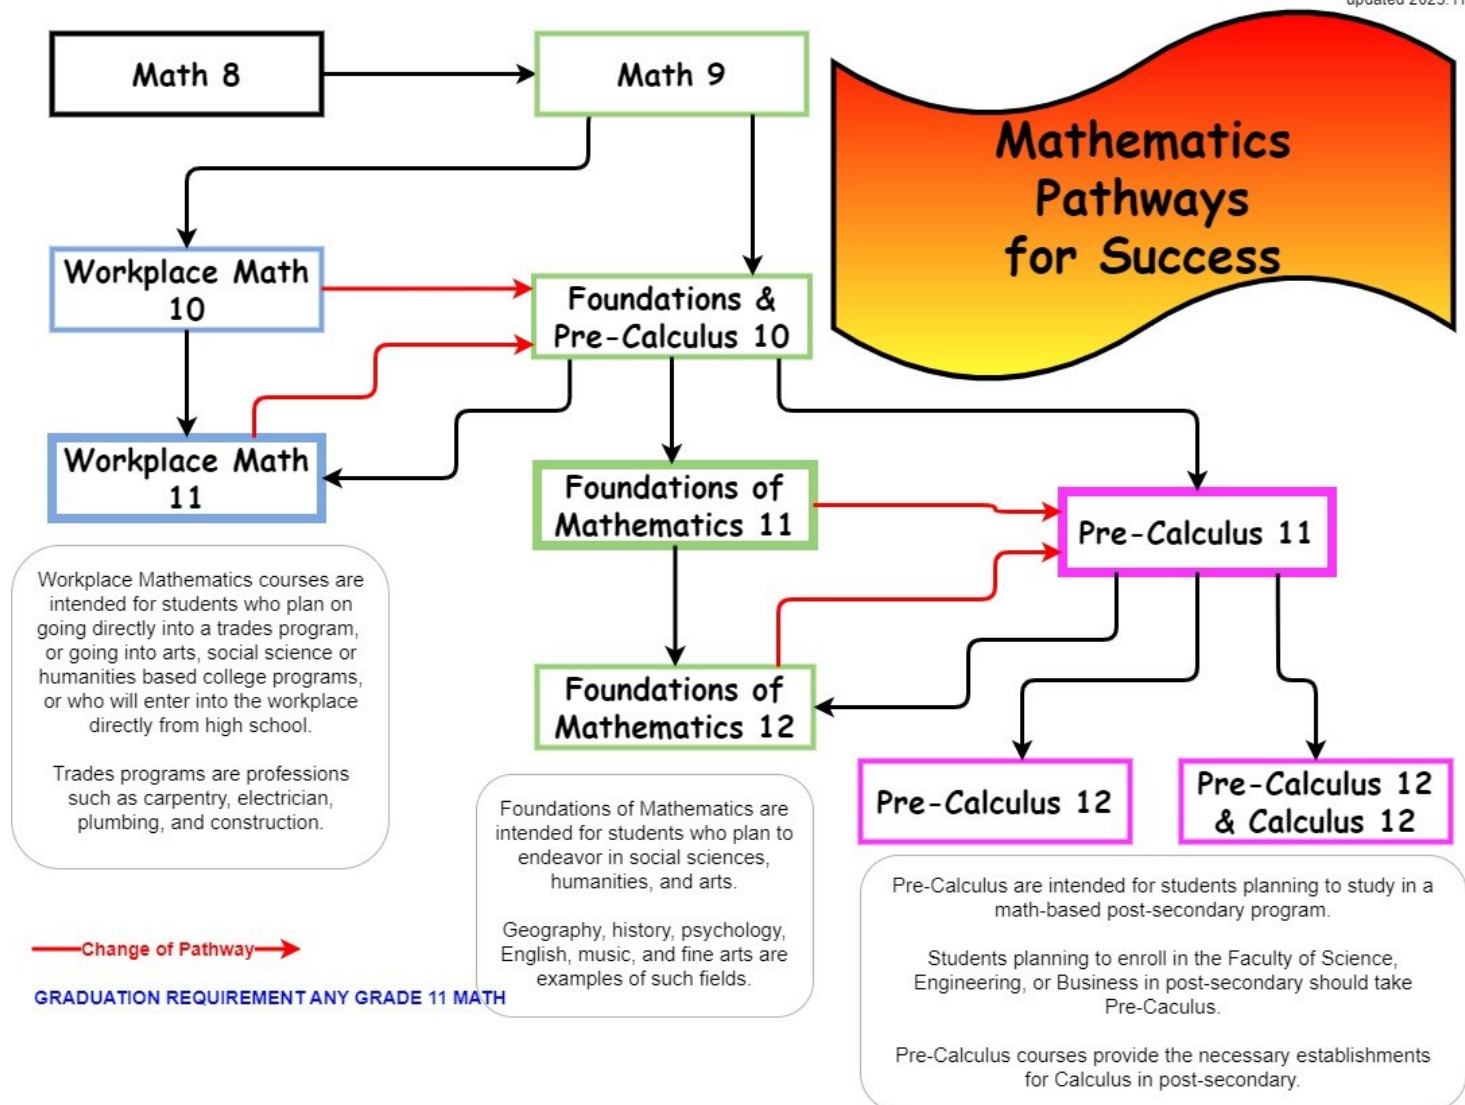 updated 2023.11
Math 8
Math 9
Mathematics
Pathways
for Success
Workplace Math
10
Foundations &
Pre-Calculus 10
Workplace Math
11
Foundations of
Mathematics 11
Pre-Calculus 11
Workplace Mathematics courses are
intended for students who plan on
going directly into a trades program,
or going into arts, social science or
humanities based college programs,
or who will enter into the workplace
directly from high school.
Trades programs are professions
such as carpentry, electrician,
plumbing, and construction.
Foundations of
Mathematics 12
Pre-Calculus 12
Pre-Calculus 12
& Calculus 12
Foundations of Mathematics are
intended for students who plan to
endeavor in social sciences,
humanities, and arts.
Geography, history, psychology,
English, music, and fine arts are
examples of such fields.
Pre-Calculus are intended for students planning to study in a
math-based post-secondary program.
Students planning to enroll in the Faculty of Science,
Engineering, or Business in post-secondary should take
Pre-Caculus.
Pre-Calculus courses provide the necessary establishments
for Calculus in post-secondary.
Change of Pathway
GRADUATION REQUIREMENT ANY GRADE 11 MATH